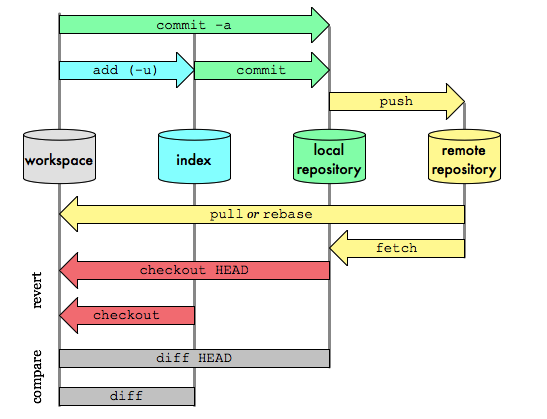 commit -a
add (-u)
commit
push
workspace
index
local
repository
remote
repository
pull or rebase
fetch
revert
checkout HEAD
checkout
compare
diff HEAD
diff